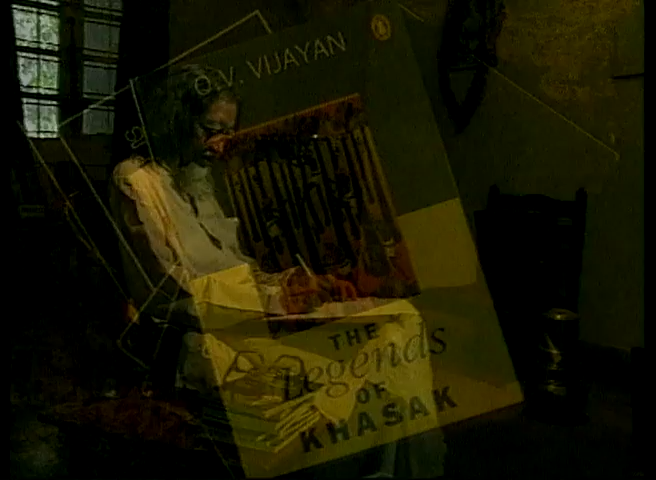 O. V. VIJAYAN
THE
Legends
OF
KHASAK